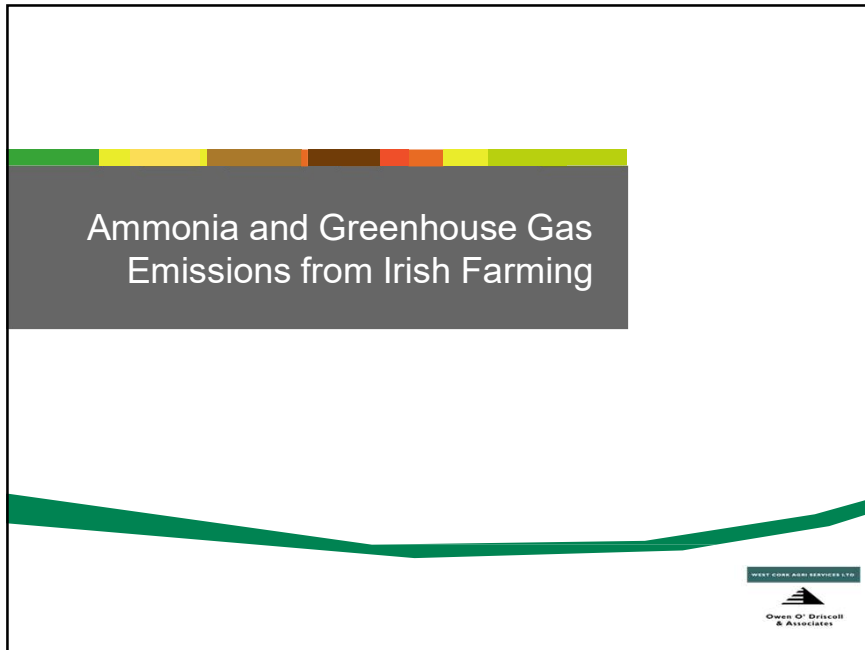 Ammonia and Greenhouse Gas
Emissions from Irish Farming
WEST CORK AGRI SERVICES LTD
Owen O' Driscoll
& Associates